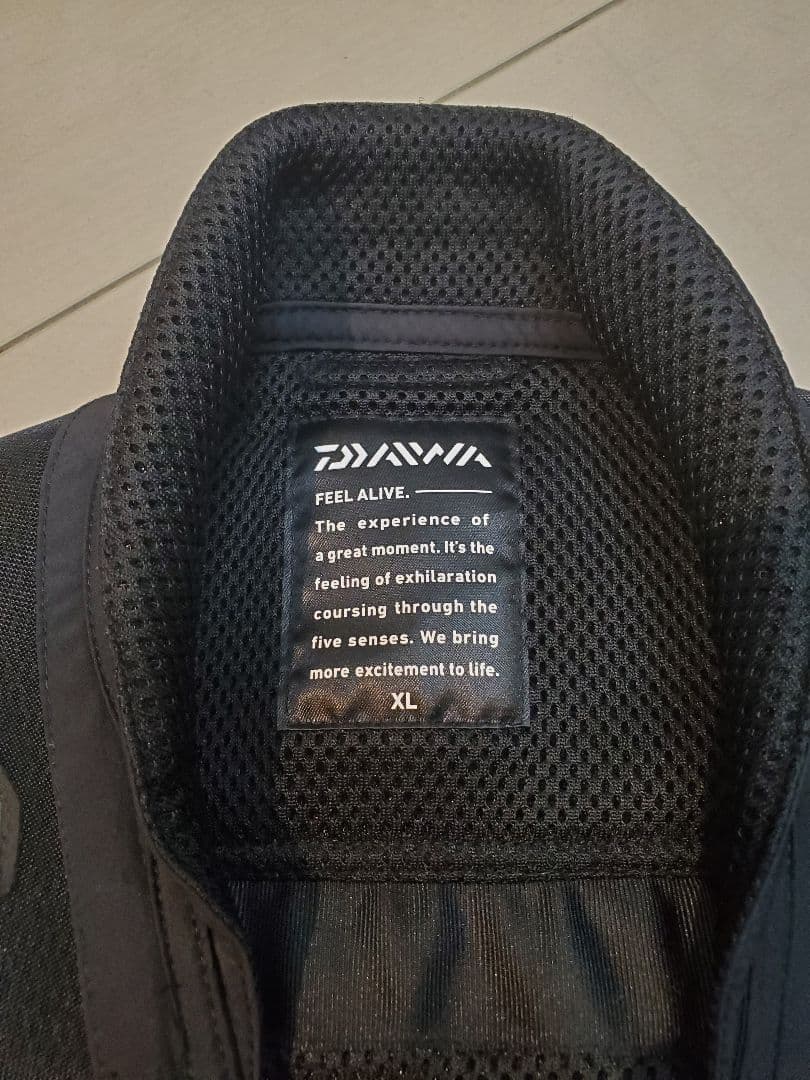 DAIWA
FEEL ALIVE.
The experience of
a great moment. It's the
feeling of exhilaration
coursing through the
five senses. We bring
more excitement to life.
XL